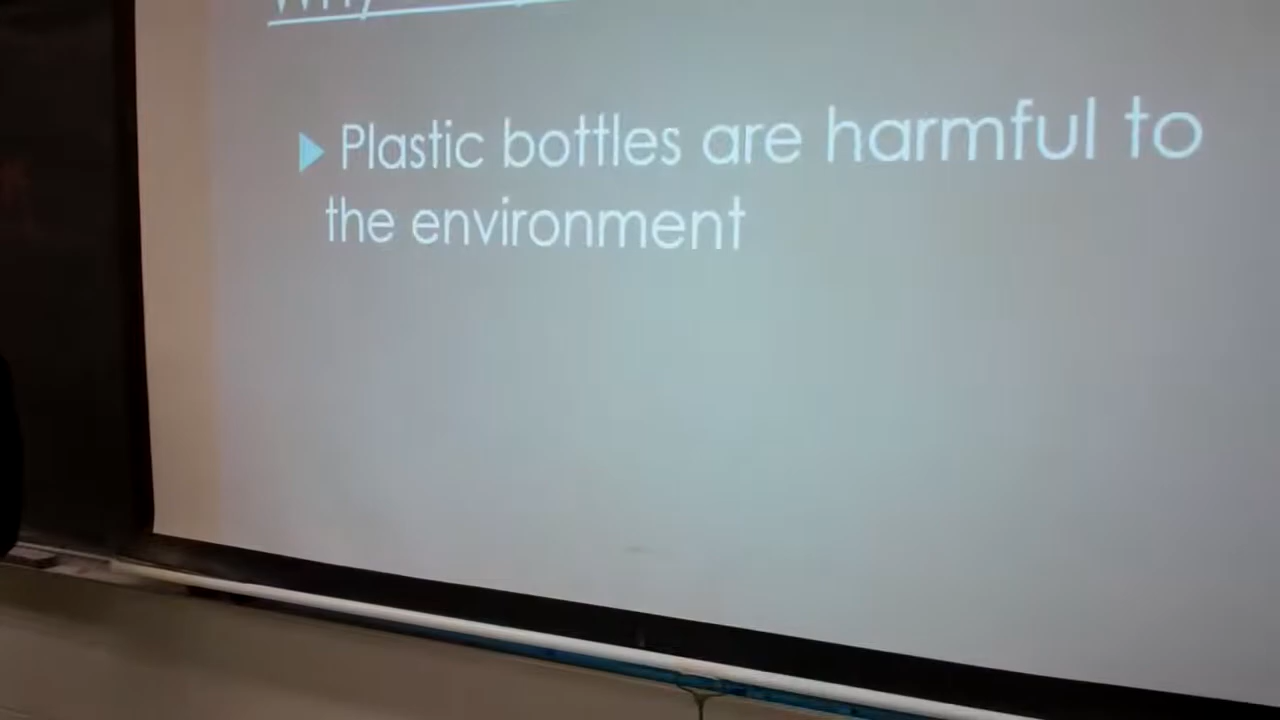 Plastic bottles are harmful to
the environment